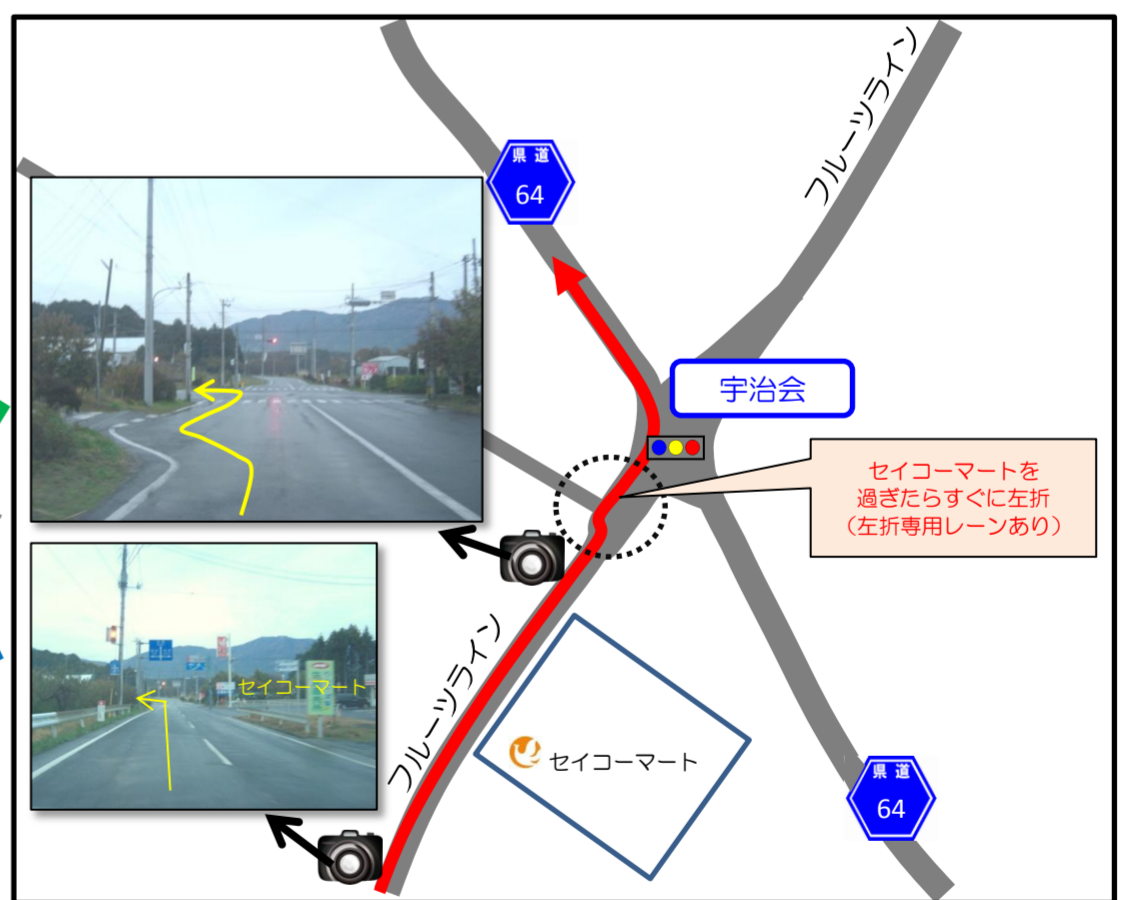 フルーツライン
県道
64
宇治会
セイコーマートを
過ぎたらすぐに左折
（左折専用レーンあり）
セイコーマート
フルーツライン
セイコーマート
県道
64